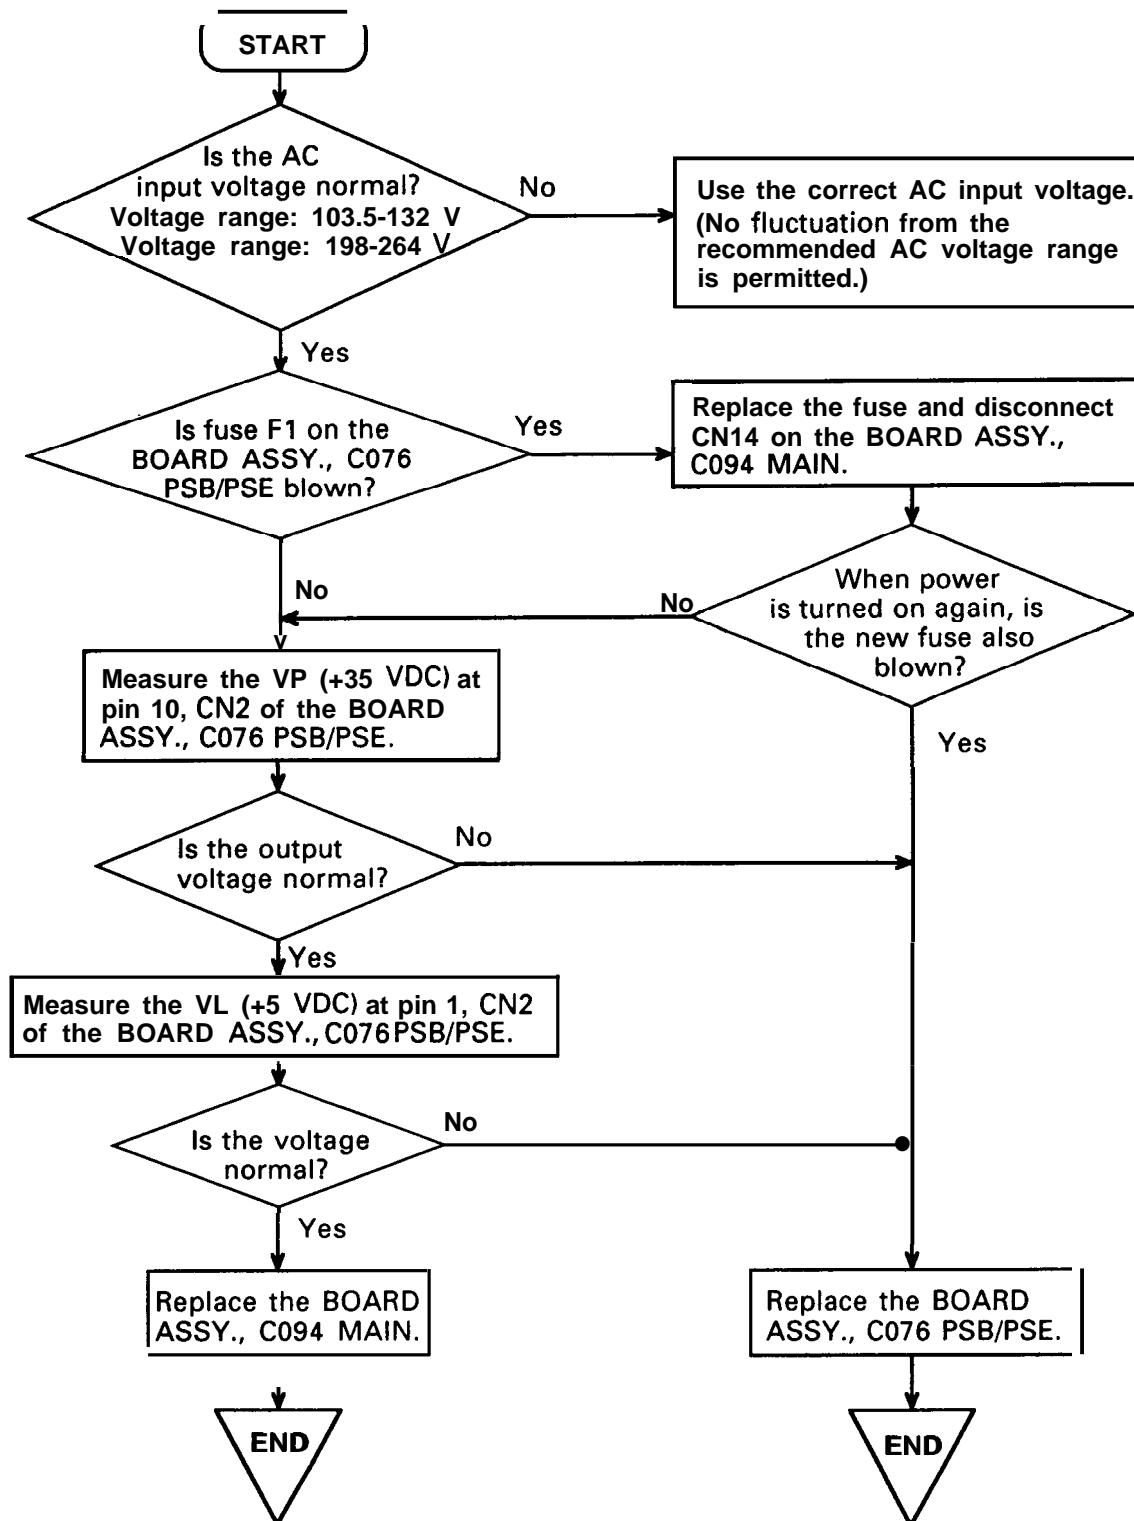 START
Is the AC
input voltage normal?
Voltage range: 103.5-132 V
Voltage range: 198-264 V
No
Use the correct AC input voltage.
(No fluctuation from the
recommended AC voltage range
is permitted.)
Yes
Is fuse F1 on the
BOARD ASSY., C076
PSB/PSE blown?
Yes
Replace the fuse and disconnect
CN14 on the BOARD ASSY.,
C094 MAIN.
No
When power
is turned on again, is
the new fuse also
blown?
No
Yes
Measure the VP (+35 VDC) at
pin 10, CN2 of the BOARD
ASSY., C076 PSB/PSE.
Is the output
voltage normal?
No
Yes
Measure the VL (+5 VDC) at pin 1, CN2
of the BOARD ASSY., C076 PSB/PSE.
Is the voltage
normal?
No
Yes
Replace the BOARD
ASSY., C094 MAIN.
Replace the BOARD
ASSY., C076 PSB/PSE.
END
END